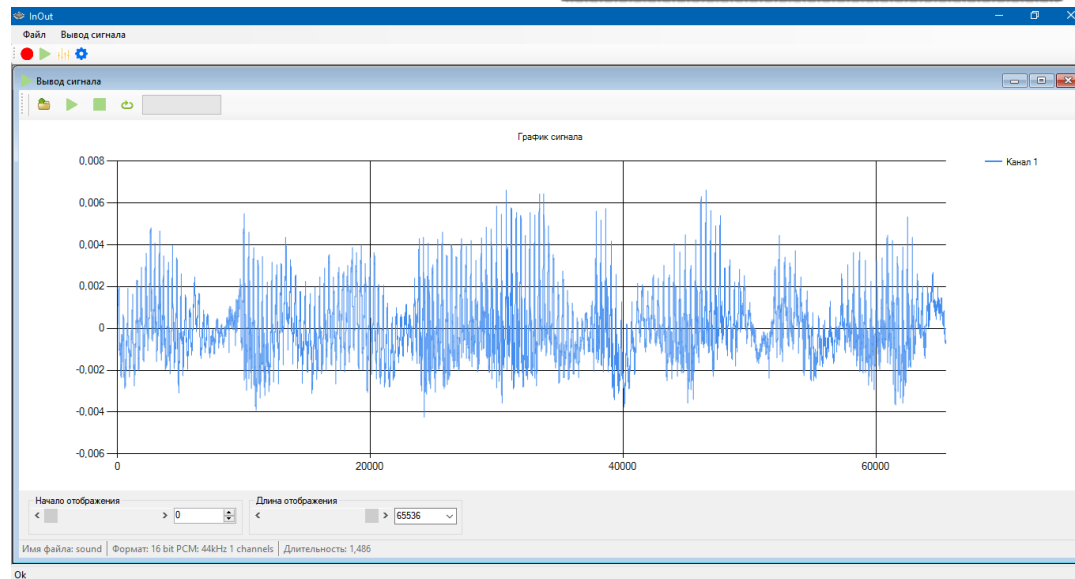 InOut
Файл Вывод сигнала
Вывод сигнала
График сигнала
0,008
0,006
0,004
0,002
0
-0,002
-0,004
-0,006
0 20000 40000 60000
Канал 1
Начало отображения Длина отображения
< > 0 < > 65536
Имя файла: sound Формат: 16 bit PCM: 44kHz 1 channels Длительность: 1,486
Ok